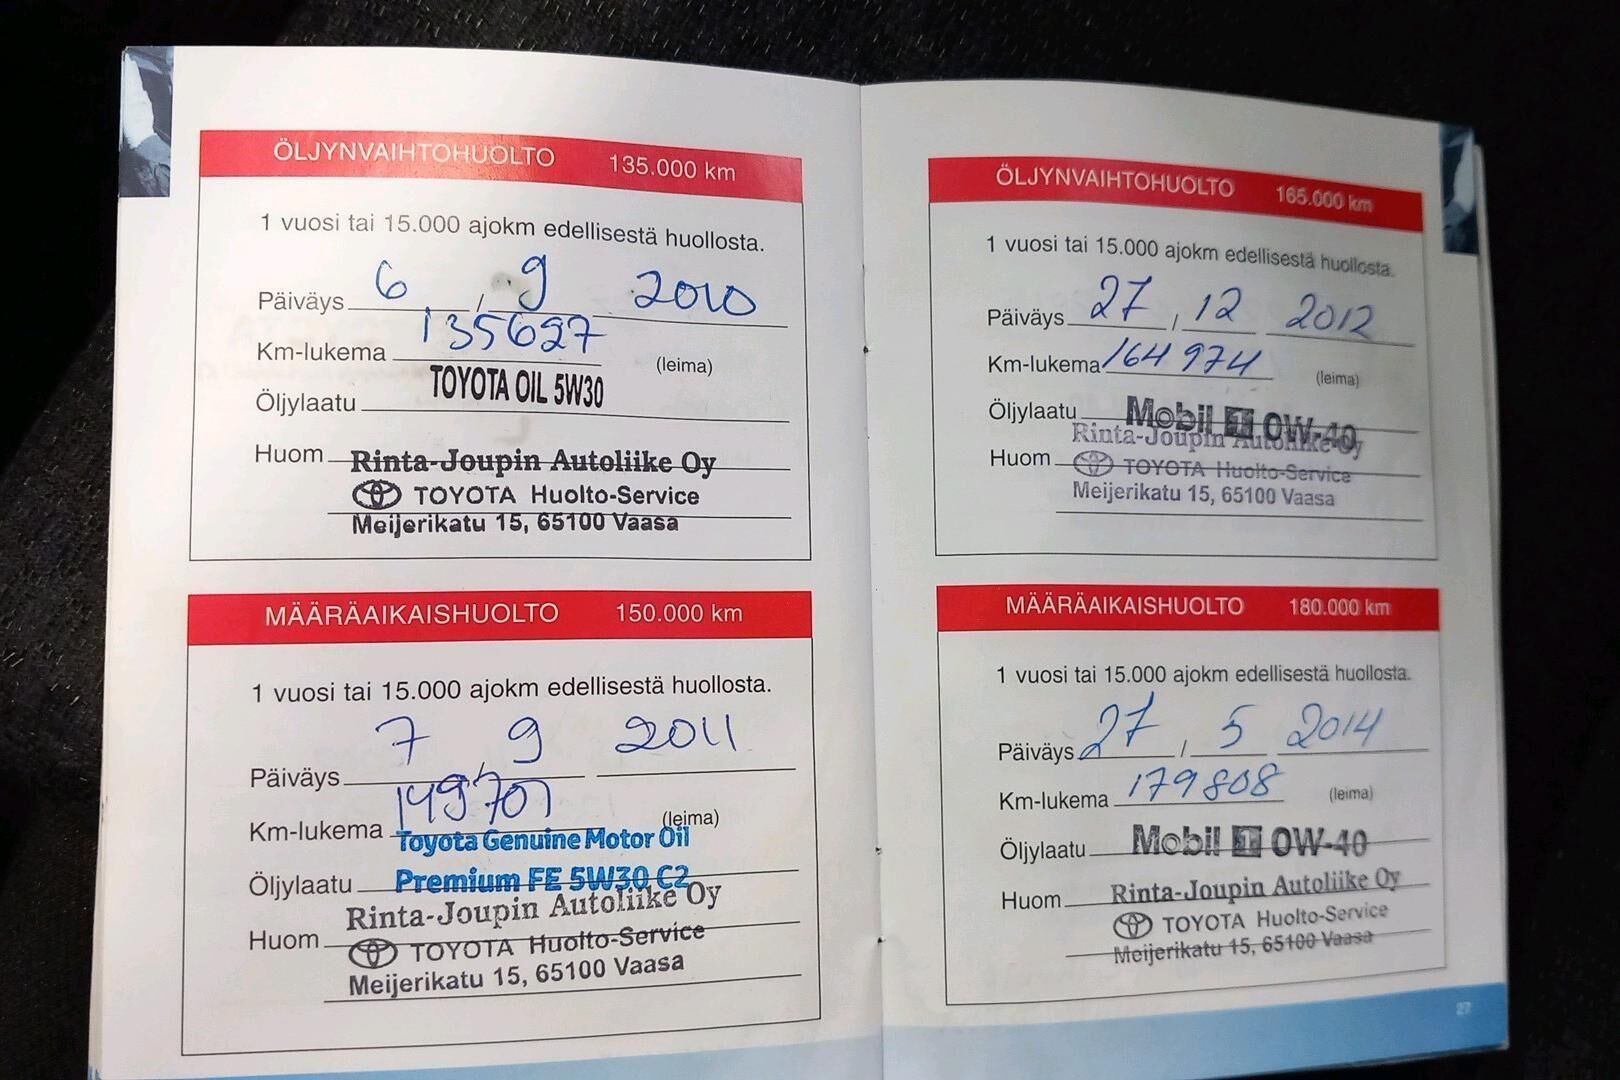 ÖLJYNVAIHTOHUOLTO 135.000 km
1 vuosi tai 15.000 ajokm edellisestä huollosta.
Päiväys 6 , 9 2010
Km-lukema 135627 (leima)
Öljylaatu TOYOTA OIL 5W30
Huom Rinta-Joupin Autoliike Oy
TOYOTA Huolto-Service
Meijerikatu 15, 65100 Vaasa
MÄÄRÄAIKAISHUOLTO 150.000 km
1 vuosi tai 15.000 ajokm edellisestä huollosta.
Päiväys 7 , 9 2011
Km-lukema 149701 (leima)
Toyota Genuine Motor Oil
Öljylaatu Premium FE 5W30 C2
Rinta-Joupin Autoliike Oy
Huom TOYOTA Huolto-Service
Meijerikatu 15, 65100 Vaasa
ÖLJYNVAIHTOHUOLTO 165.000 km
1 vuosi tai 15.000 ajokm edellisestä huollosta.
Päiväys 27 , 12 2012
Km-lukema 164974 (leima)
Öljylaatu Mobil 1 0W-40
Rinta-Joupin Autoliike Oy
Huom TOYOTA Huolto-Service
Meijerikatu 15, 65100 Vaasa
MÄÄRÄAIKAISHUOLTO 180.000 km
1 vuosi tai 15.000 ajokm edellisestä huollosta.
Päiväys 27 , 5 2014
Km-lukema 179808 (leima)
Öljylaatu Mobil 1 0W-40
Huom Rinta-Joupin Autoliike Oy
TOYOTA Huolto-Service
Meijerikatu 15, 65100 Vaasa
27